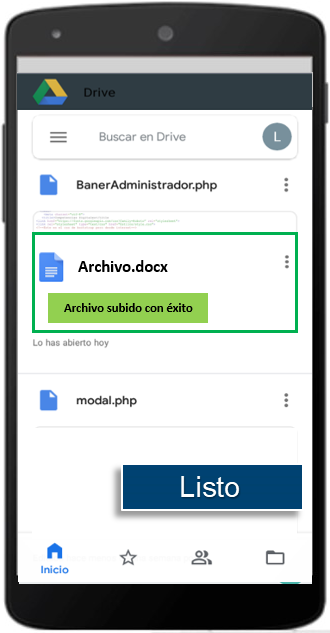 Drive
Buscar en Drive
L
BanerAdministrador.php
Archivo.docx
Archivo subido con éxito
Lo has abierto hoy
modal.php
Listo
Inicio